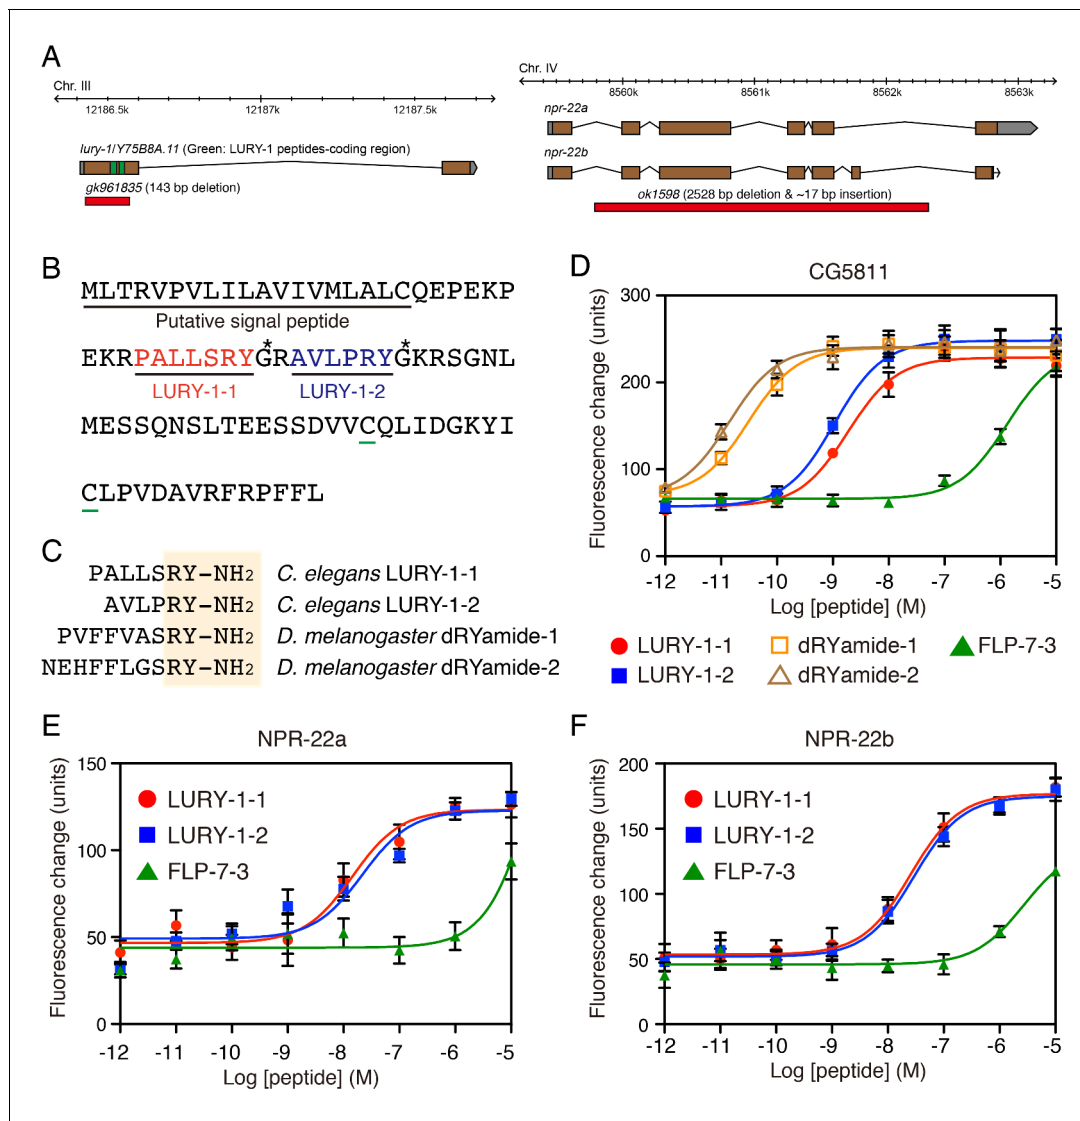 A
Chr. III
12186.5k 12187k 12187.5k
lury-1/Y75B8A.11 (Green: LURY-1 peptides-coding region)
gk961835 (143 bp deletion)
Chr. IV
8560k 8561k 8562k 8563k
npr-22a
npr-22b
ok1598 (2528 bp deletion & ~17 bp insertion)
B
MLTRVPVLILAVIVMLALCQEPEKP
Putative signal peptide
* *
EKRPALLSRYGRAVLPRYGKRSGNL
LURY-1-1 LURY-1-2
MESSQNSLTEESSDVVCQLIDGKYI
CLPVDAVRFRPFFL
C
PALLSRY-NH2 C. elegans LURY-1-1
AVLPRY-NH2 C. elegans LURY-1-2
PVFFVASRY-NH2 D. melanogaster dRYamide-1
NEHFFLGSRY-NH2 D. melanogaster dRYamide-2
D
CG5811
Fluorescence change (units)
300
200
100
0
-12 -11 -10 -9 -8 -7 -6 -5
Log [peptide] (M)
LURY-1-1 dRYamide-1 FLP-7-3
LURY-1-2 dRYamide-2
E
NPR-22a
Fluorescence change (units)
150
100
50
0
LURY-1-1
LURY-1-2
FLP-7-3
-12 -11 -10 -9 -8 -7 -6 -5
Log [peptide] (M)
F
NPR-22b
Fluorescence change (units)
200
150
100
50
0
LURY-1-1
LURY-1-2
FLP-7-3
-12 -11 -10 -9 -8 -7 -6 -5
Log [peptide] (M)